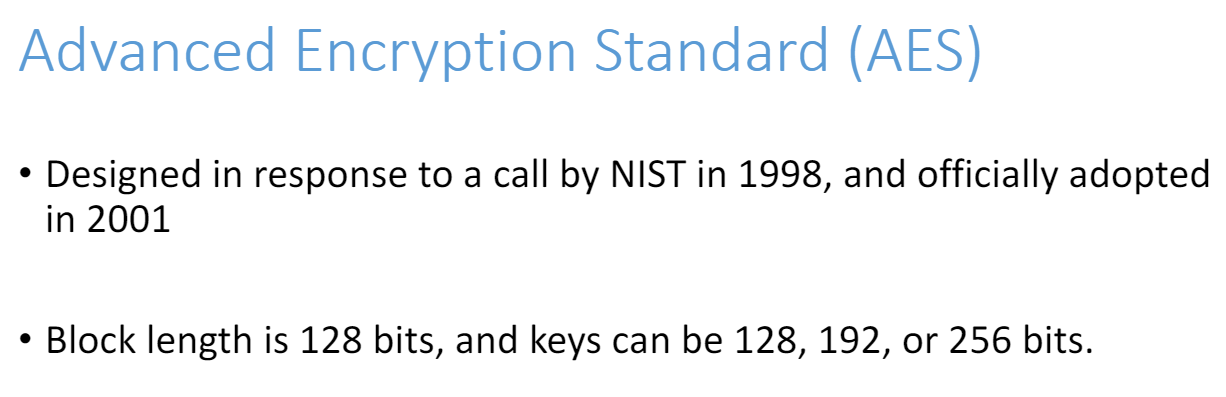 Advanced Encryption Standard (AES)
• Designed in response to a call by NIST in 1998, and officially adopted
in 2001
• Block length is 128 bits, and keys can be 128, 192, or 256 bits.